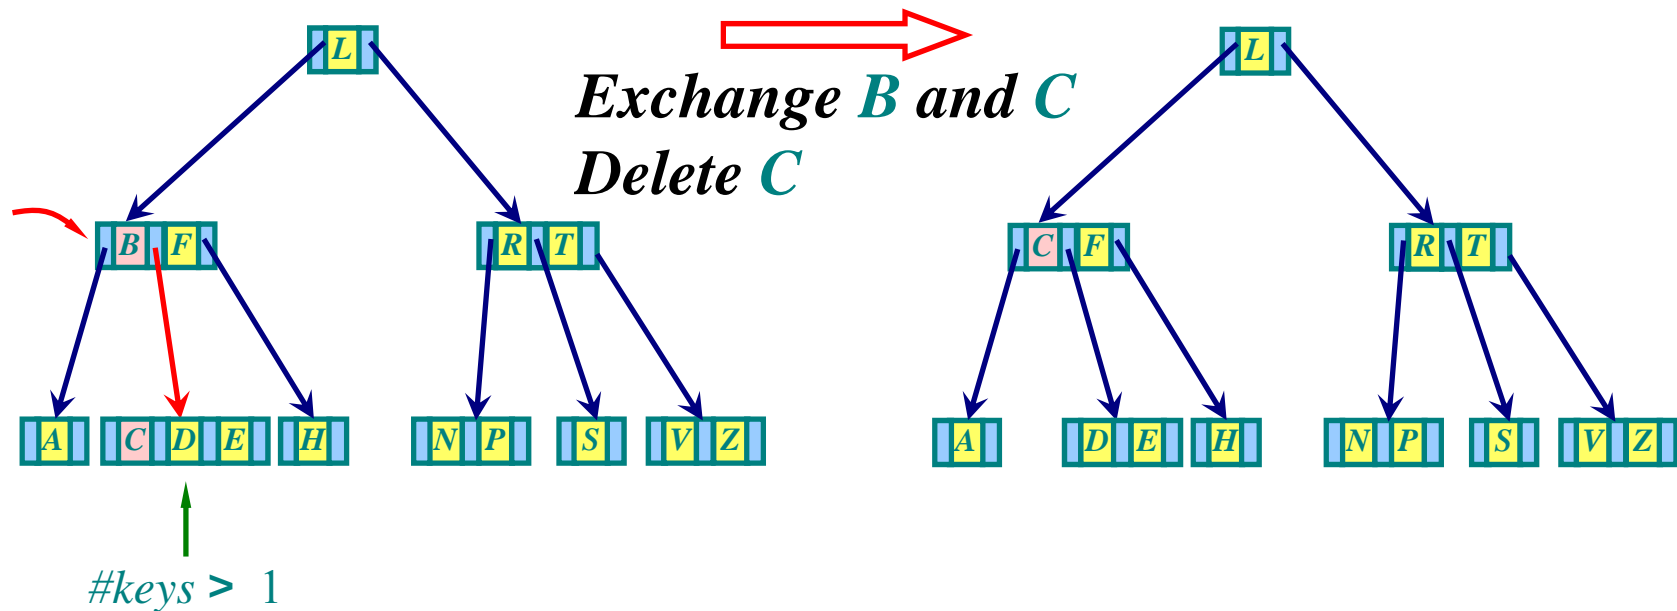 L
L
Exchange B and C
Delete C
B F
R T
C F
R T
A
C D E
H
N P
S
V Z
A
D E
H
N P
S
V Z
#keys > 1